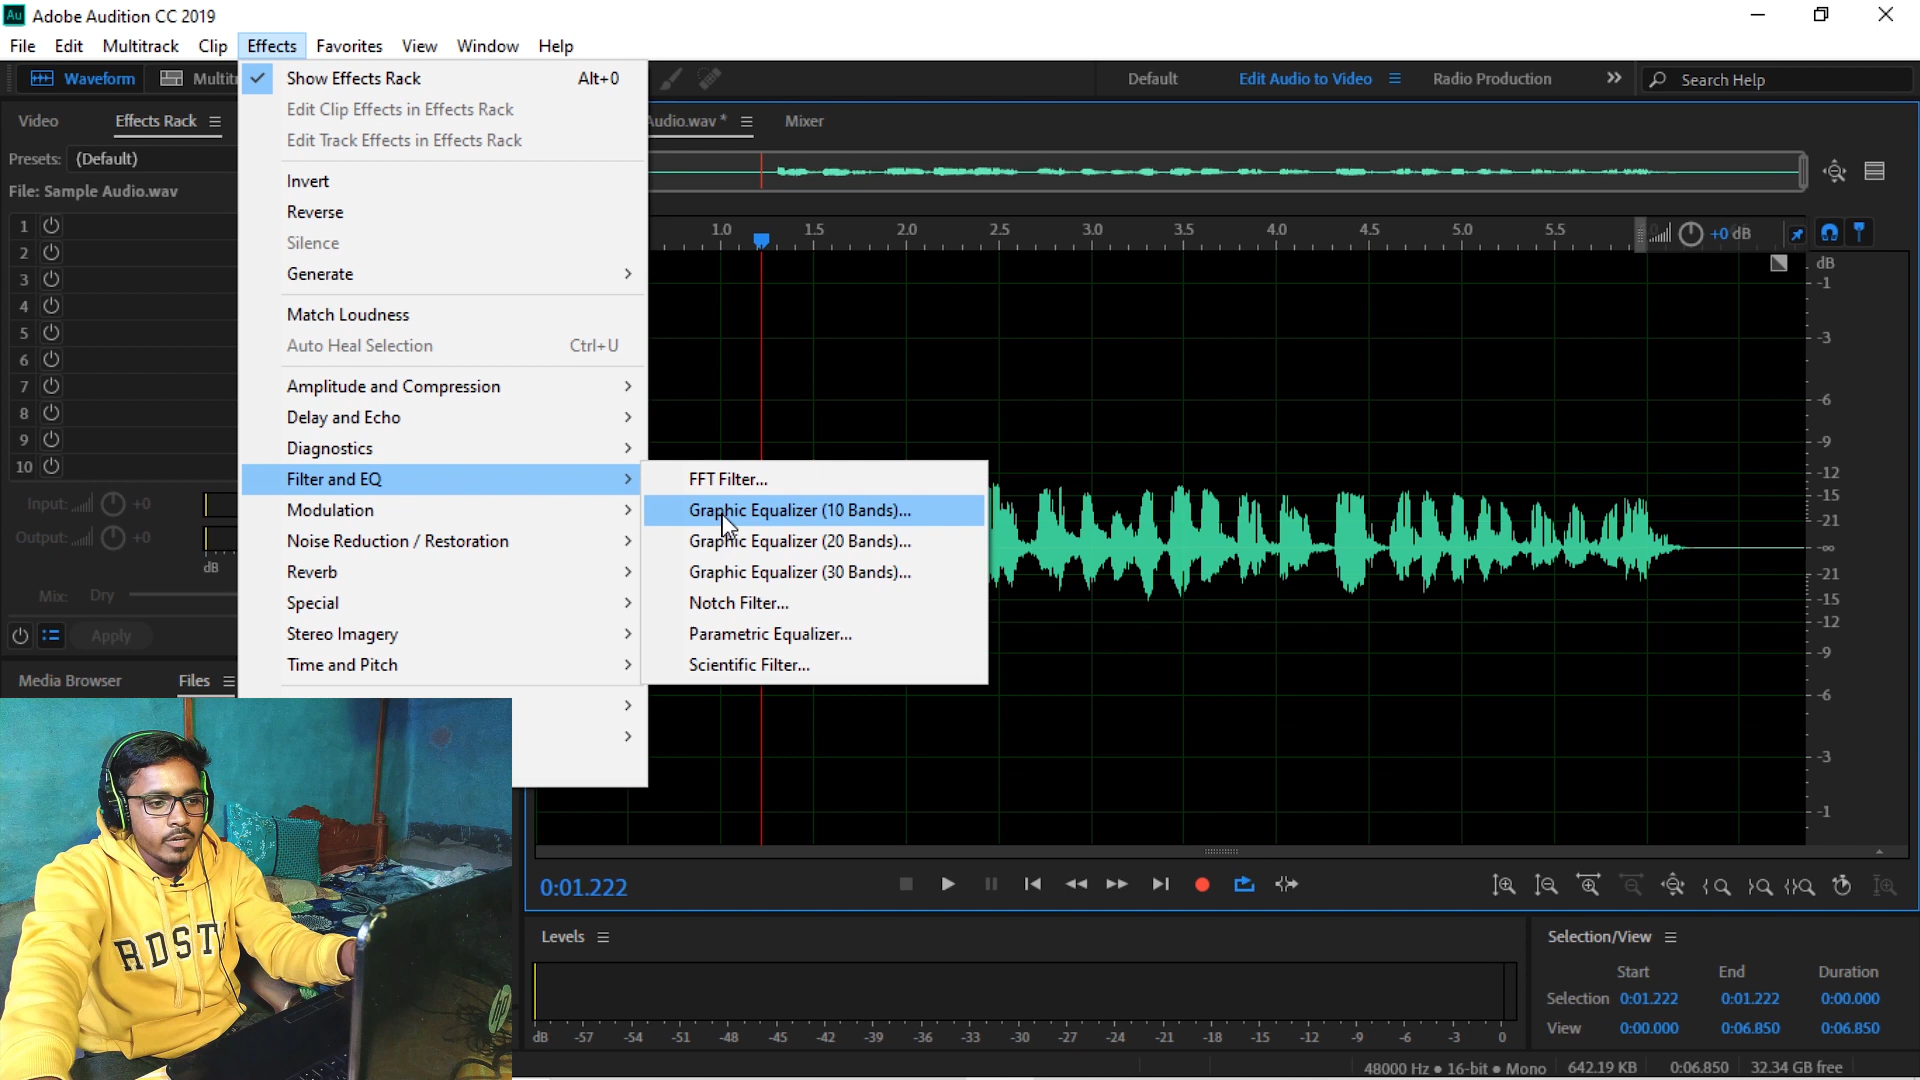 Au Adobe Audition CC 2019
File Edit Multitrack Clip Effects Favorites View Window Help
Waveform
Default Edit Audio to Video Radio Production Search Help
Video Effects Rack
Presets: (Default)
File: Sample Audio.wav
1
2
3
4
5
6
7
8
9
10
Input: +0
Output: +0
dB
Mix: Dry
Apply
Media Browser Files
Show Effects Rack Alt+0
Edit Clip Effects in Effects Rack
Edit Track Effects in Effects Rack
Invert
Reverse
Silence
Generate
Match Loudness
Auto Heal Selection Ctrl+U
Amplitude and Compression
Delay and Echo
Diagnostics
Filter and EQ
Modulation
Noise Reduction / Restoration
Reverb
Special
Stereo Imagery
Time and Pitch
FFT Filter...
Graphic Equalizer (10 Bands)...
Graphic Equalizer (20 Bands)...
Graphic Equalizer (30 Bands)...
Notch Filter...
Parametric Equalizer...
Scientific Filter...
Audio.wav * Mixer
1.0 1.5 2.0 2.5 3.0 3.5 4.0 4.5 5.0 5.5 +0 dB
dB
-1
-3
-6
-9
-12
-15
-21
-∞
-21
-15
-12
-9
-6
-3
-1
0:01.222
Levels
dB -57 -54 -51 -48 -45 -42 -39 -36 -33 -30 -27 -24 -21 -18 -15 -12 -9 -6 -3 0
Selection/View
Start End Duration
Selection 0:01.222 0:01.222 0:00.000
View 0:00.000 0:06.850 0:06.850
48000 Hz • 16-bit • Mono 642.19 KB 0:06.850 32.34 GB free
hp